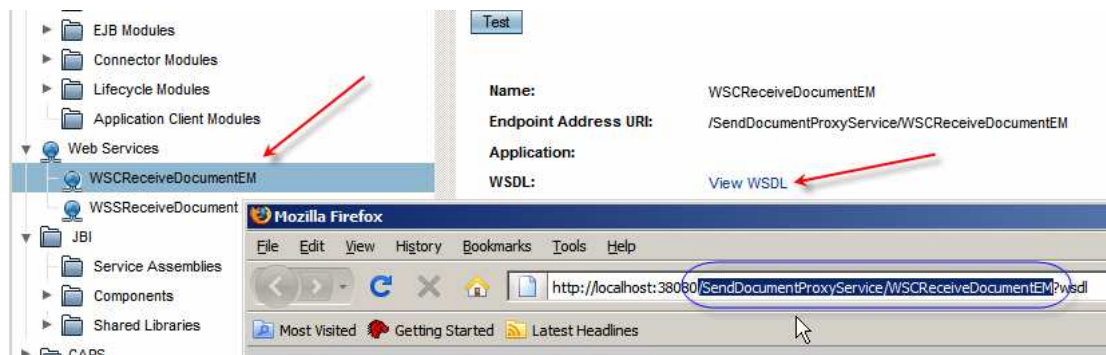 EJB Modules
Connector Modules
Lifecycle Modules
Application Client Modules
Web Services
WSCReceiveDocumentEM
WSSReceiveDocument
JBI
Service Assemblies
Components
Shared Libraries
CAPS
Test
Name: WSCReceiveDocumentEM
Endpoint Address URI: /SendDocumentProxyService/WSCReceiveDocumentEM
Application:
WSDL: View WSDL
Mozilla Firefox
File Edit View History Bookmarks Tools Help
http://localhost:38080/SendDocumentProxyService/WSCReceiveDocumentEM?wsdl
Most Visited Getting Started Latest Headlines